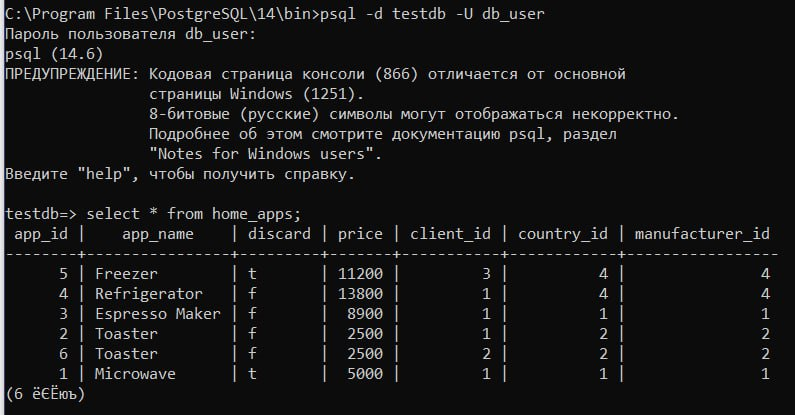 C:\Program Files\PostgreSQL\14\bin>psql -d testdb -U db_user
Пароль пользователя db_user:
psql (14.6)
ПРЕДУПРЕЖДЕНИЕ: Кодовая страница консоли (866) отличается от основной
                страницы Windows (1251).
                8-битовые (русские) символы могут отображаться некорректно.
                Подробнее об этом смотрите документацию psql, раздел
                "Notes for Windows users".
Введите "help", чтобы получить справку.

testdb=> select * from home_apps;
 app_id |    app_name    | discard | price | client_id | country_id | manufacturer_id
--------+----------------+---------+-------+-----------+------------+-----------------
      5 | Freezer        | t       | 11200 |         3 |          4 |               4
      4 | Refrigerator   | f       | 13800 |         1 |          4 |               4
      3 | Espresso Maker | f       |  8900 |         1 |          1 |               1
      2 | Toaster        | f       |  2500 |         1 |          2 |               2
      6 | Toaster        | f       |  2500 |         2 |          2 |               2
      1 | Microwave      | t       |  5000 |         1 |          1 |               1
(6 ёЄЁюъ)